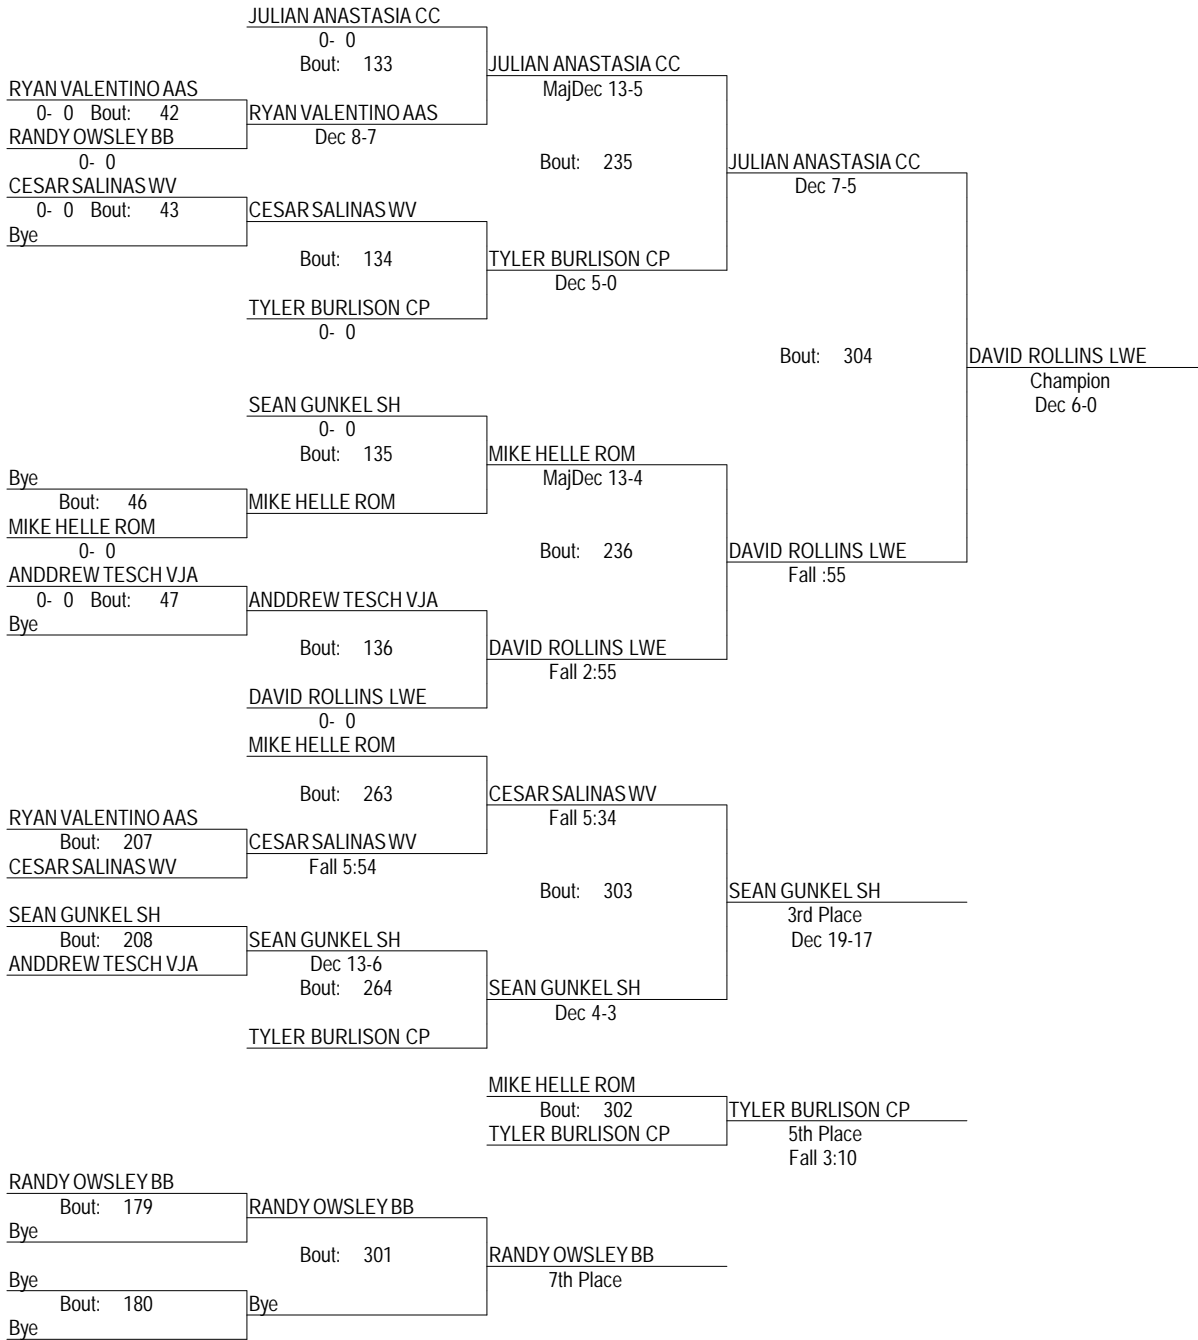 JULIAN ANASTASIA CC
0- 0
Bout: 133
JULIAN ANASTASIA CC
MajDec 13-5
RYAN VALENTINO AAS
0- 0 Bout: 42
RYAN VALENTINO AAS
Dec 8-7
RANDY OWSLEY BB
0- 0
Bout: 235
JULIAN ANASTASIA CC
Dec 7-5
CESAR SALINAS WV
0- 0 Bout: 43
CESAR SALINAS WV
Bye
Bout: 134
TYLER BURLISON CP
Dec 5-0
TYLER BURLISON CP
0- 0
Bout: 304
DAVID ROLLINS LWE
Champion
Dec 6-0
SEAN GUNKEL SH
0- 0
Bout: 135
MIKE HELLE ROM
MajDec 13-4
Bye
Bout: 46
MIKE HELLE ROM
MIKE HELLE ROM
0- 0
Bout: 236
DAVID ROLLINS LWE
Fall :55
ANDDREW TESCH VJA
0- 0 Bout: 47
ANDDREW TESCH VJA
Bye
Bout: 136
DAVID ROLLINS LWE
Fall 2:55
DAVID ROLLINS LWE
0- 0
MIKE HELLE ROM
Bout: 263
CESAR SALINAS WV
Fall 5:34
RYAN VALENTINO AAS
Bout: 207
CESAR SALINAS WV
Fall 5:54
CESAR SALINAS WV
Bout: 303
SEAN GUNKEL SH
3rd Place
Dec 19-17
SEAN GUNKEL SH
Bout: 208
SEAN GUNKEL SH
Dec 13-6
ANDDREW TESCH VJA
Bout: 264
SEAN GUNKEL SH
Dec 4-3
TYLER BURLISON CP
MIKE HELLE ROM
Bout: 302
TYLER BURLISON CP
5th Place
Fall 3:10
TYLER BURLISON CP
RANDY OWSLEY BB
Bout: 179
RANDY OWSLEY BB
Bye
Bout: 301
RANDY OWSLEY BB
7th Place
Bye
Bout: 180
Bye
Bye